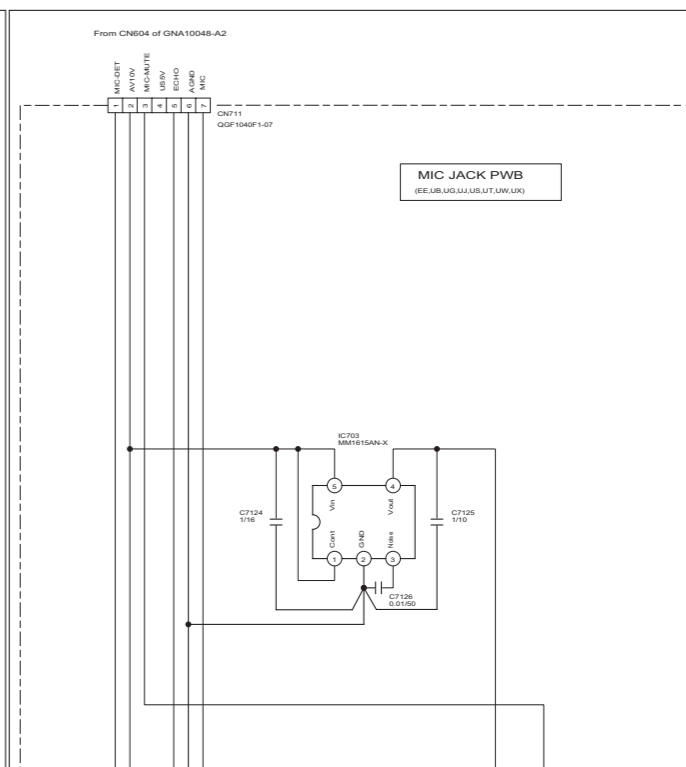 From CN604 of GNA10048-A2
MIC-DET
AV10V
MIC-MUTE
US5V
ECHO
AGND
MIC
1
2
3
4
5
6
7
CN711
QGF1040F1-07
MIC JACK PWB
(EE,UB,UG,UJ,US,UT,UW,UX)
IC703
MM1615AN-X
5
4
Vin
Vout
C7124
1/16
C7125
1/10
Cont
GND
Noise
1
2
3
C7126
0.01/50